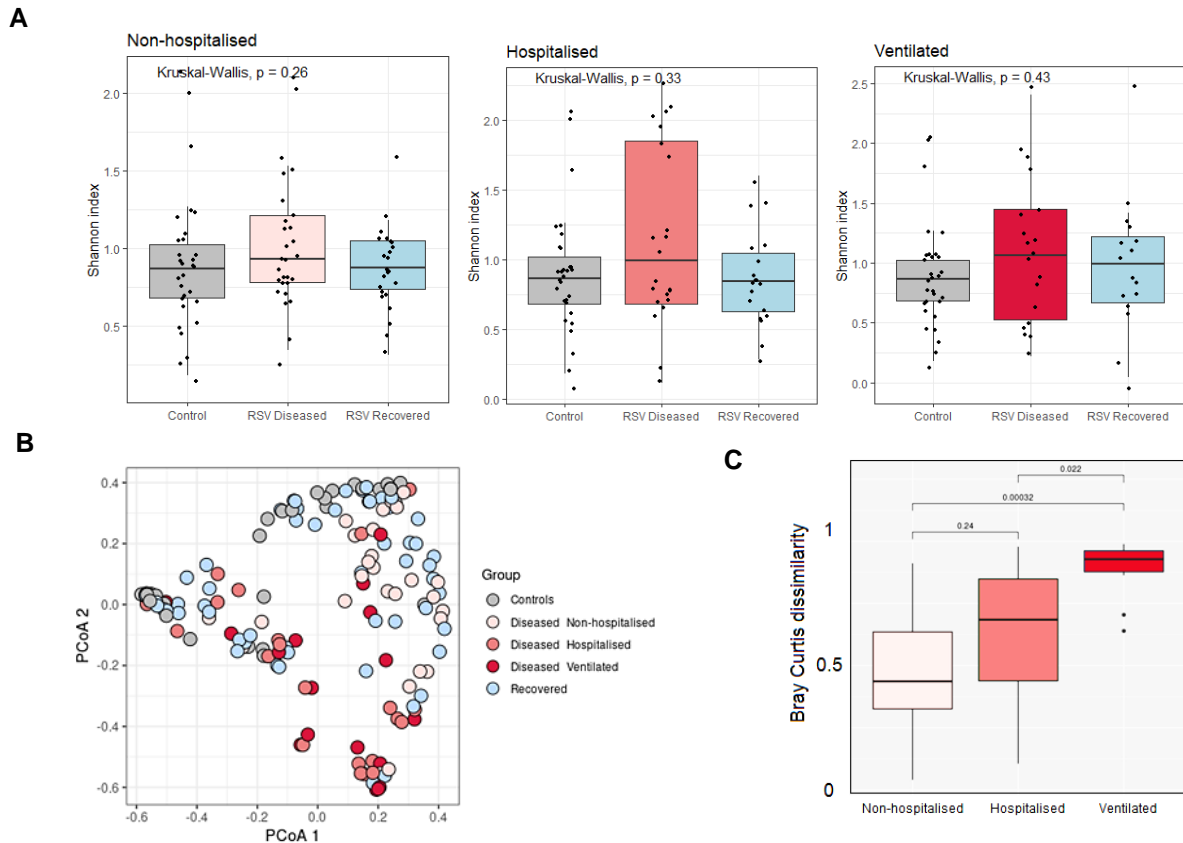 A
Non-hospitalised
Kruskal-Wallis, p = 0.26
Shannon index
2.0
1.5
1.0
0.5
Control
RSV Diseased
RSV Recovered
Hospitalised
Kruskal-Wallis, p = 0.33
Shannon index
2.0
1.5
1.0
0.5
0.0
Control
RSV Diseased
RSV Recovered
Ventilated
Kruskal-Wallis, p = 0.43
Shannon index
2.5
2.0
1.5
1.0
0.5
0.0
Control
RSV Diseased
RSV Recovered
B
PCoA 2
0.4
0.2
0.0
-0.2
-0.4
-0.6
-0.6
-0.4
-0.2
0.0
0.2
0.4
PCoA 1
Group
Controls
Diseased Non-hospitalised
Diseased Hospitalised
Diseased Ventilated
Recovered
C
Bray Curtis dissimilarity
1
0.5
0
0.022
0.00032
0.24
Non-hospitalised
Hospitalised
Ventilated